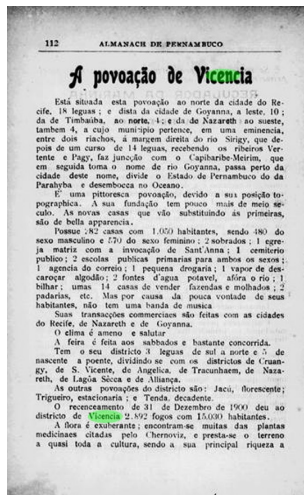 112 ALMANACH DE PERNAMBUCO
A povoação de Vicencia
Está situada esta povoação ao norte da cidade do Re-
cife, 18 leguas ; e dista da cidade de Goyanna, a leste, 10 ;
da de Timbaúba, ao norte, 4 ; e da de Nazareth ao sueste,
tambem 4, a cujo municipio pertence, em uma eminencia,
entre dois riachos, á margem direita do rio Sirigy, que de-
pois de um curso de 14 leguas, recebendo os ribeiros Ver-
tente e Pagy, faz juncção com o Capibaribe-Meirim, que
em seguida toma o nome de rio Goyanna, passa perto da
cidade deste nome, divide o Estado de Pernambuco do da
Parahyba e desemboca no Oceano.
E' uma pittoresca povoação, devido a sua posição to-
pographica. A sua fundação tem pouco mais de meio se-
culo. As novas casas que vão substituindo ás primeiras,
são de bella apparencia.
Possue 282 casas com 1.050 habitantes, sendo 480 do
sexo masculino e 570 do sexo feminino ; 2 sobrados ; 1 egre-
ja matriz com a invocação de Sant'Anna ; 1 cemiterio
publico ; 2 escolas publicas primarias para ambos os sexos ;
1 agencia do correio ; 1 pequena drogaria ; 1 vapor de des-
caroçar algodão ; 2 fontes d'agua potavel, afóra o rio ; 1
bilhar ; umas 14 casas de vender fazendas e molhados ; 2
padarias, etc. Mas por causa da pouca vontade de seus
habitantes, não tem uma banda de musica
Suas transacções commerciaes são feitas com as cidades
do Recife, de Nazareth e de Goyanna.
O clima é ameno e salutar
A feira é feita aos sabbados e bastante concorrida.
Tem o seu districto 3 leguas de sul a norte e 5 de
nascente a poente, dividindo se com os districtos de Cruan-
gy, de S. Vicente, de Angelica, de Tracunhaem, de Naza-
reth, de Lagôa Sêcca e de Alliança.
As outras povoações do districto são: Jacú, florescente;
Trigueiro, estacionaria ; e Tenda, decadente.
O recenceamento de 31 de Dezembro de 1900 deu ao
districto de Vicencia 2.892 fogos com 15.030 habitantes.
A flora é exuberante ; encontram-se muitas das plantas
medicinaes citadas pelo Chernoviz, e presta-se o terreno
a quasi toda a cultura, sendo a sua principal riqueza a